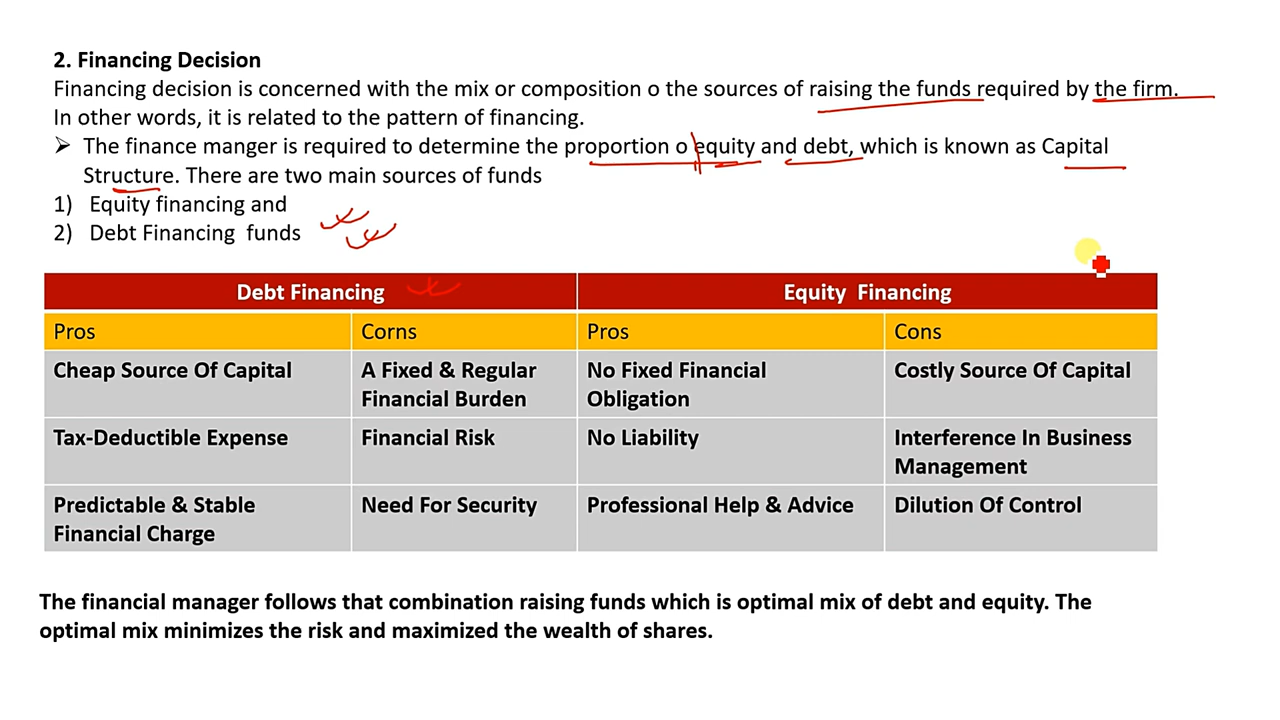 2. Financing Decision
Financing decision is concerned with the mix or composition o the sources of raising the funds required by the firm.
In other words, it is related to the pattern of financing.
➢ The finance manger is required to determine the proportion o equity and debt, which is known as Capital
Structure. There are two main sources of funds
1) Equity financing and
2) Debt Financing funds
Debt Financing Equity Financing
Pros Corns Pros Cons
Cheap Source Of Capital A Fixed & Regular No Fixed Financial Costly Source Of Capital
Financial Burden Obligation
Tax-Deductible Expense Financial Risk No Liability Interference In Business
Management
Predictable & Stable Need For Security Professional Help & Advice Dilution Of Control
Financial Charge
The financial manager follows that combination raising funds which is optimal mix of debt and equity. The
optimal mix minimizes the risk and maximized the wealth of shares.